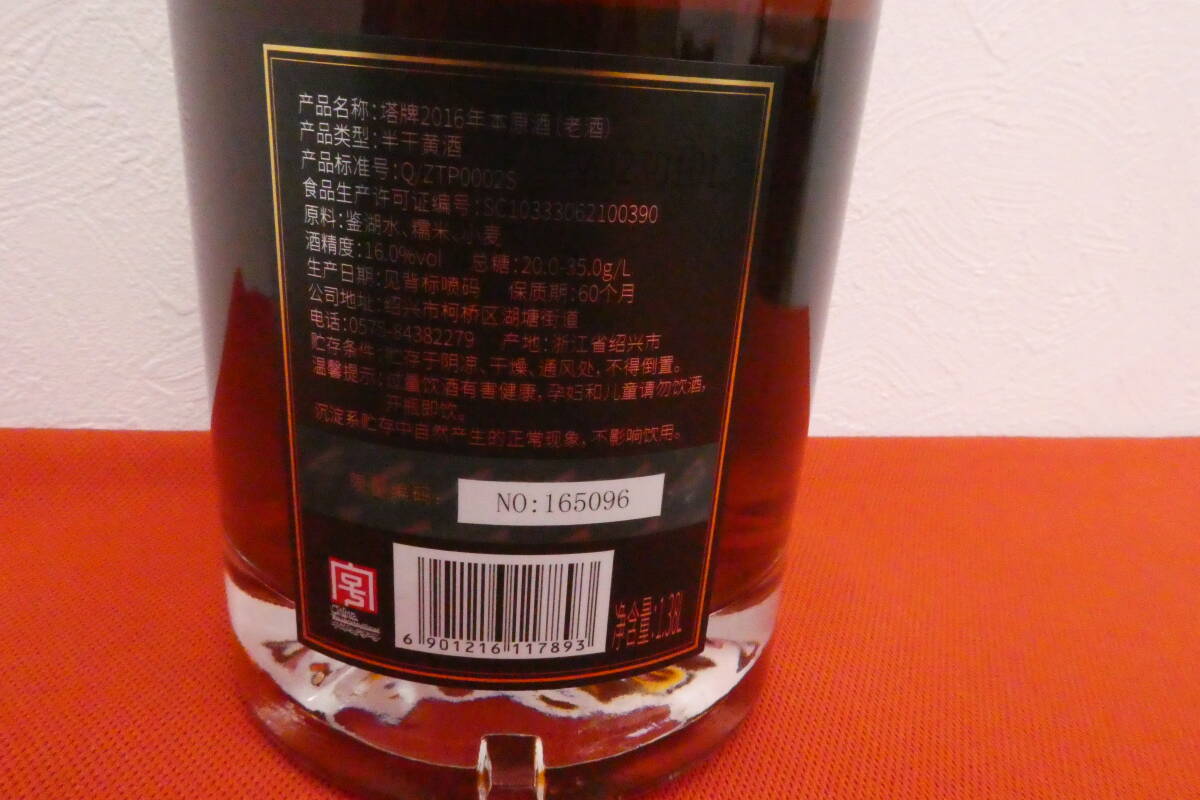 产品名称:塔牌2016年本原酒(老酒)
产品类型:半干黄酒
产品标准号:Q/ZTP0002S
食品生产许可证编号:SC10333062100390
原料:鉴湖水、糯米、小麦
酒精度:16.0%vol 总糖:20.0-35.0g/L
生产日期:见背标喷码 保质期:60个月
公司地址:绍兴市柯桥区湖塘街道
电话:0575-84382279 产地:浙江省绍兴市
贮存条件:贮存于阴凉、干燥、通风处,不得倒置。
温馨提示:过量饮酒有害健康,孕妇和儿童请勿饮酒,
开瓶即饮。
沉淀系贮存中自然产生的正常现象,不影响饮用。
NO:165096
号
China
6 901216 117893
净含量:1.38L